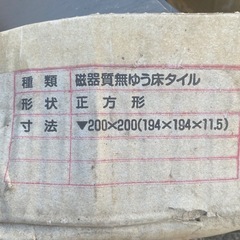 種類 磁器質無ゆう床タイル
形状 正方形
寸法 ▼200×200(194×194×11.5)